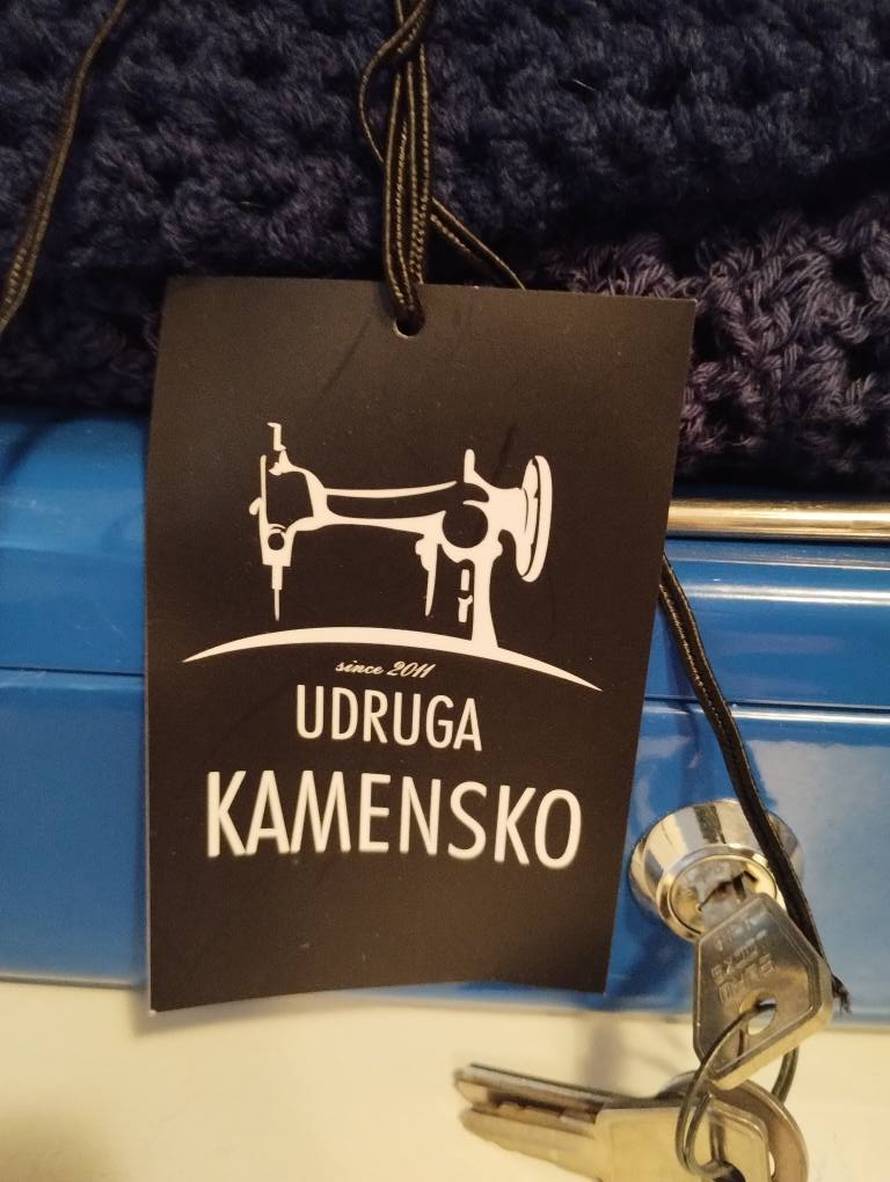 since 2011
UDRUGA
KAMENSKO